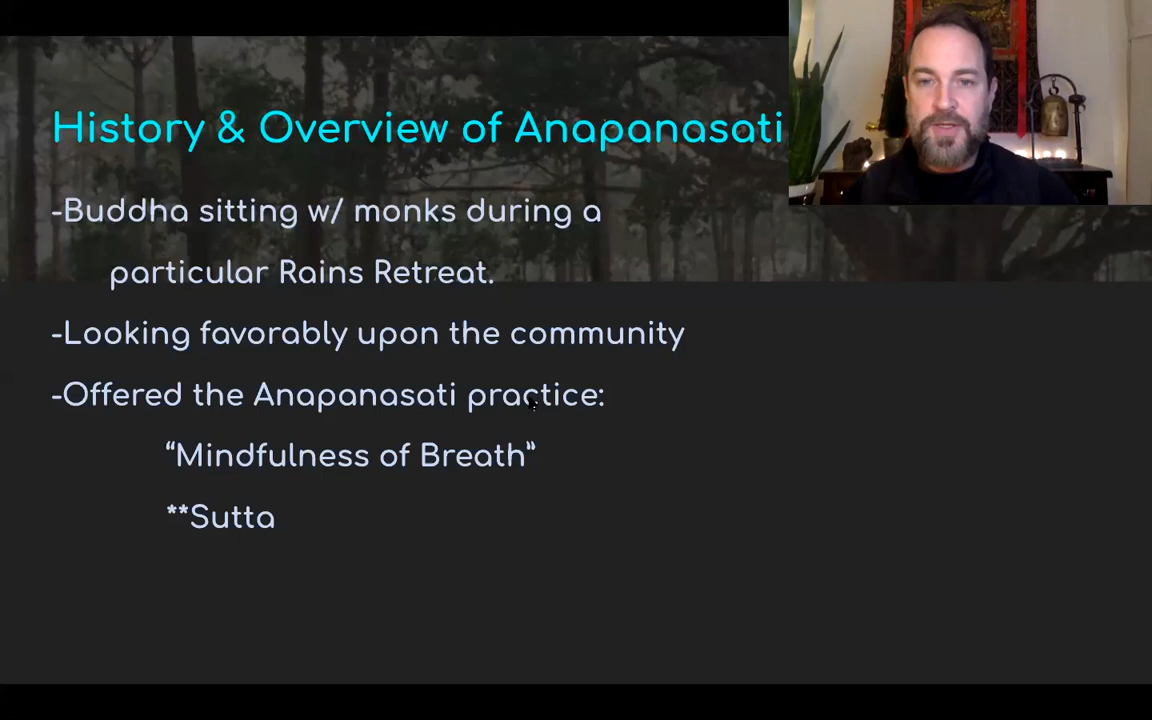 History & Overview of Anapanasati
-Buddha sitting w/ monks during a
particular Rains Retreat.
-Looking favorably upon the community
-Offered the Anapanasati practice:
“Mindfulness of Breath”
**Sutta